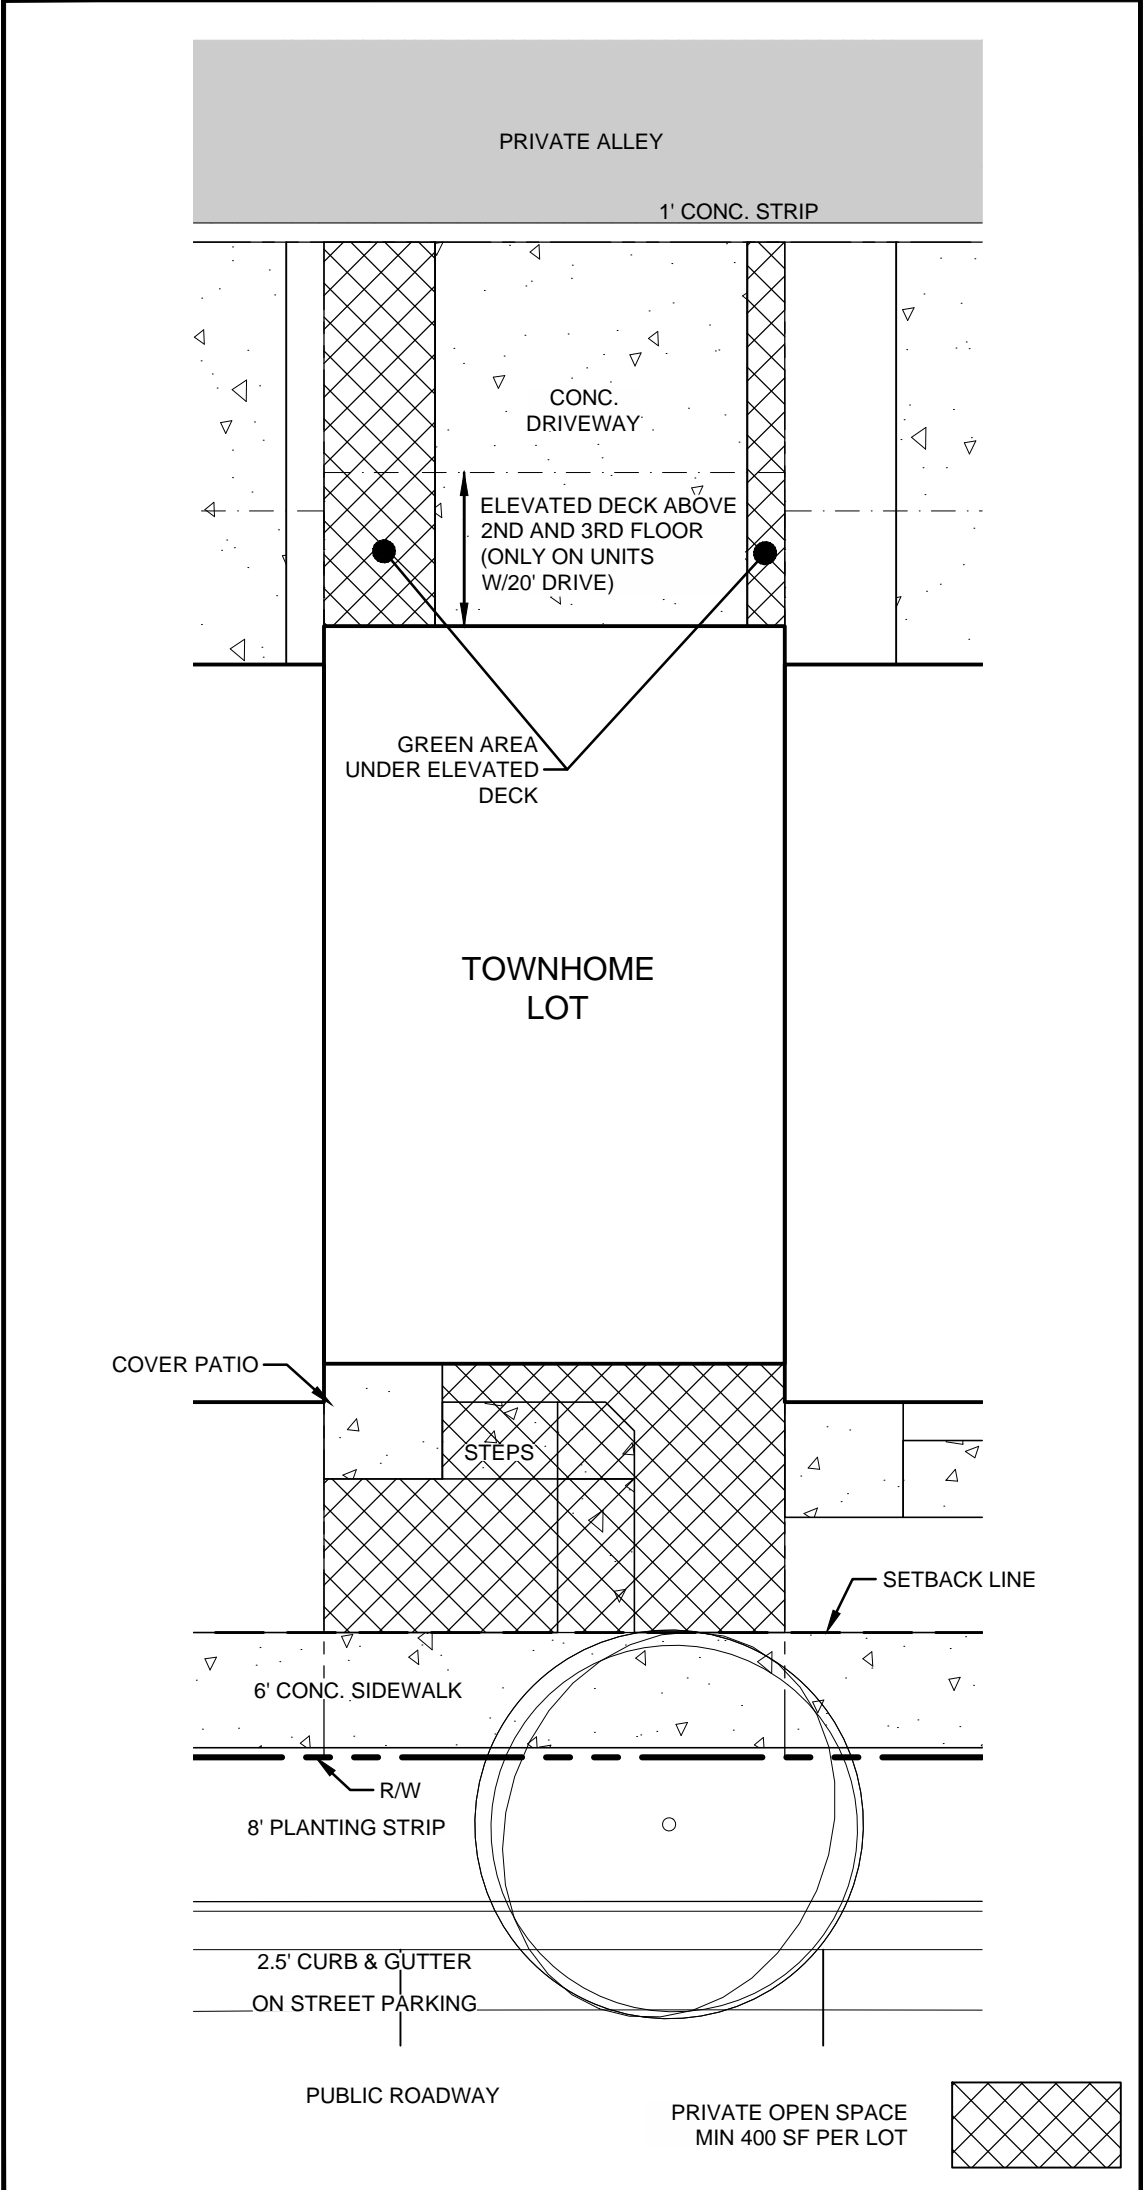 PRIVATE ALLEY
1' CONC. STRIP
CONC.
DRIVEWAY
ELEVATED DECK ABOVE
2ND AND 3RD FLOOR
(ONLY ON UNITS
W/20' DRIVE)
GREEN AREA
UNDER ELEVATED
DECK
TOWNHOME
LOT
COVER PATIO
STEPS
SETBACK LINE
6' CONC. SIDEWALK
R/W
8' PLANTING STRIP
2.5' CURB & GUTTER
ON STREET PARKING
PUBLIC ROADWAY
PRIVATE OPEN SPACE
MIN 400 SF PER LOT